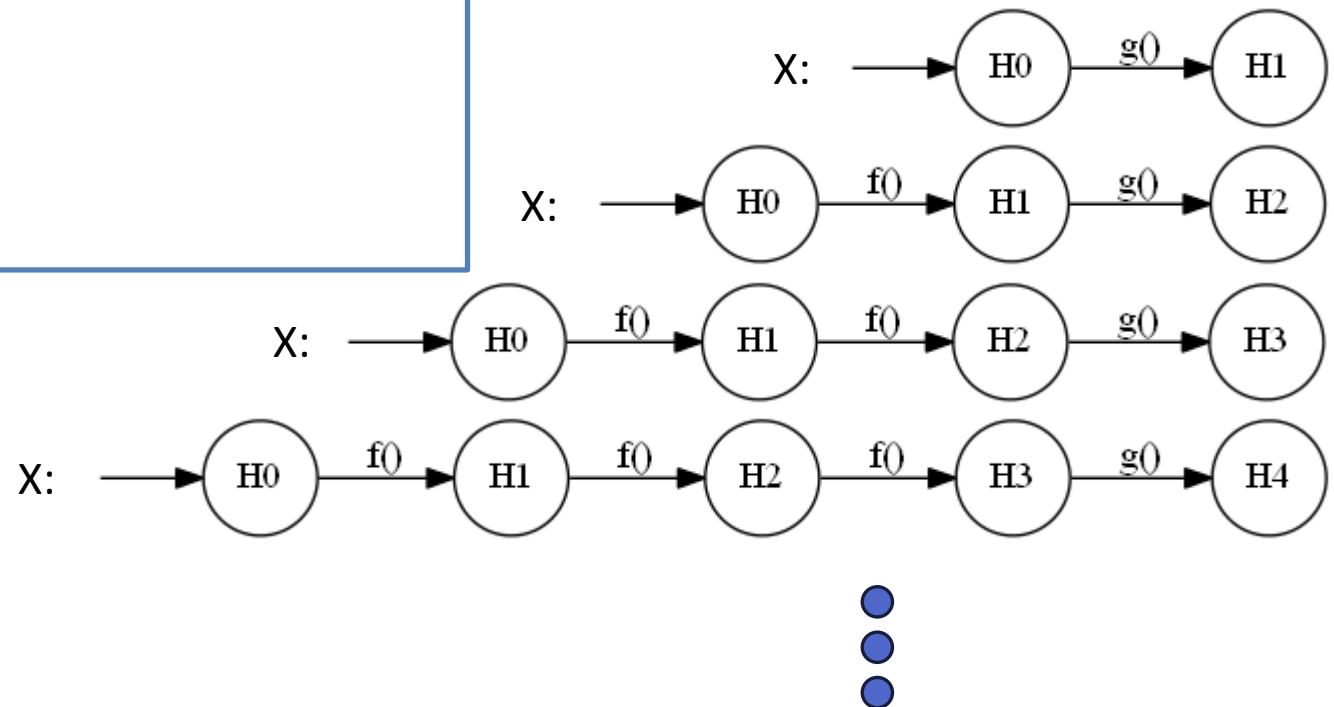 X: H0 g() H1
X: H0 f() H1 g() H2
X: H0 f() H1 f() H2 g() H3
X: H0 f() H1 f() H2 f() H3 g() H4